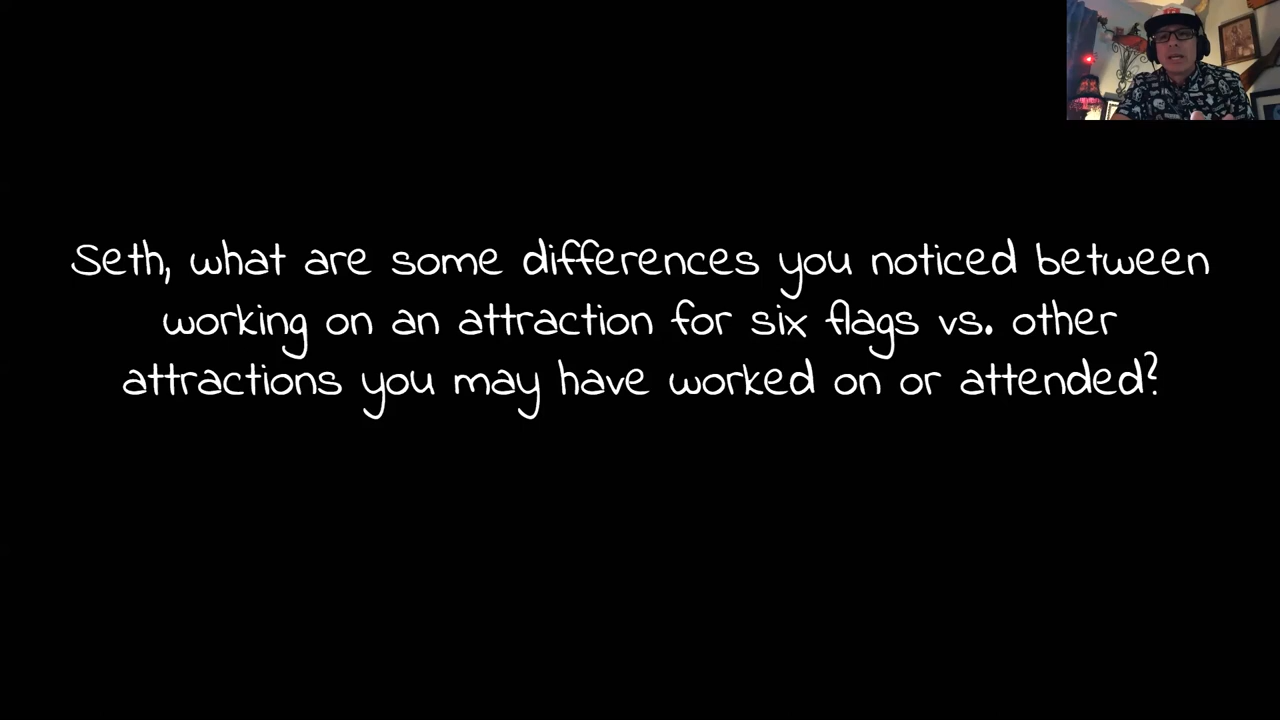 Seth, what are some differences you noticed between
working on an attraction for six flags vs. other
attractions you may have worked on or attended?